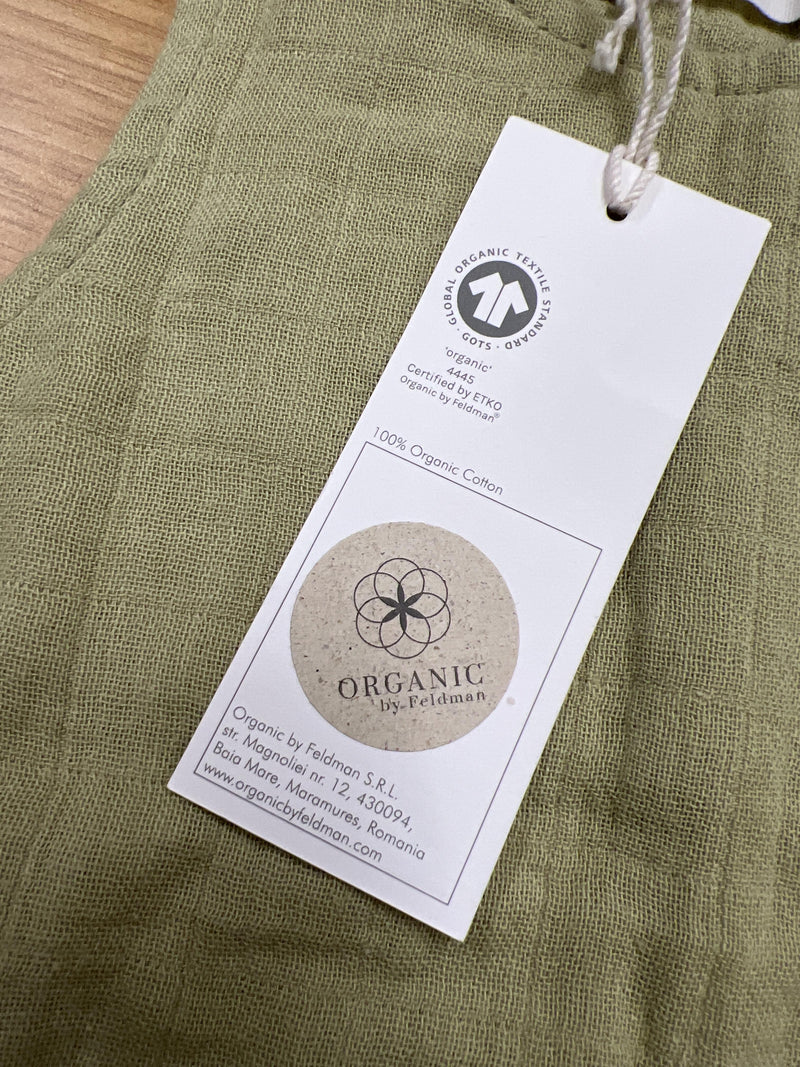 GLOBAL ORGANIC TEXTILE STANDARD
· GOTS ·
'organic'
4445
Certified by ETKO
Organic by Feldman®
100% Organic Cotton
ORGANIC
by Feldman
Organic by Feldman S.R.L.
str. Magnoliei nr. 12, 430094,
Baia Mare, Maramures, Romania
www.organicbyfeldman.com